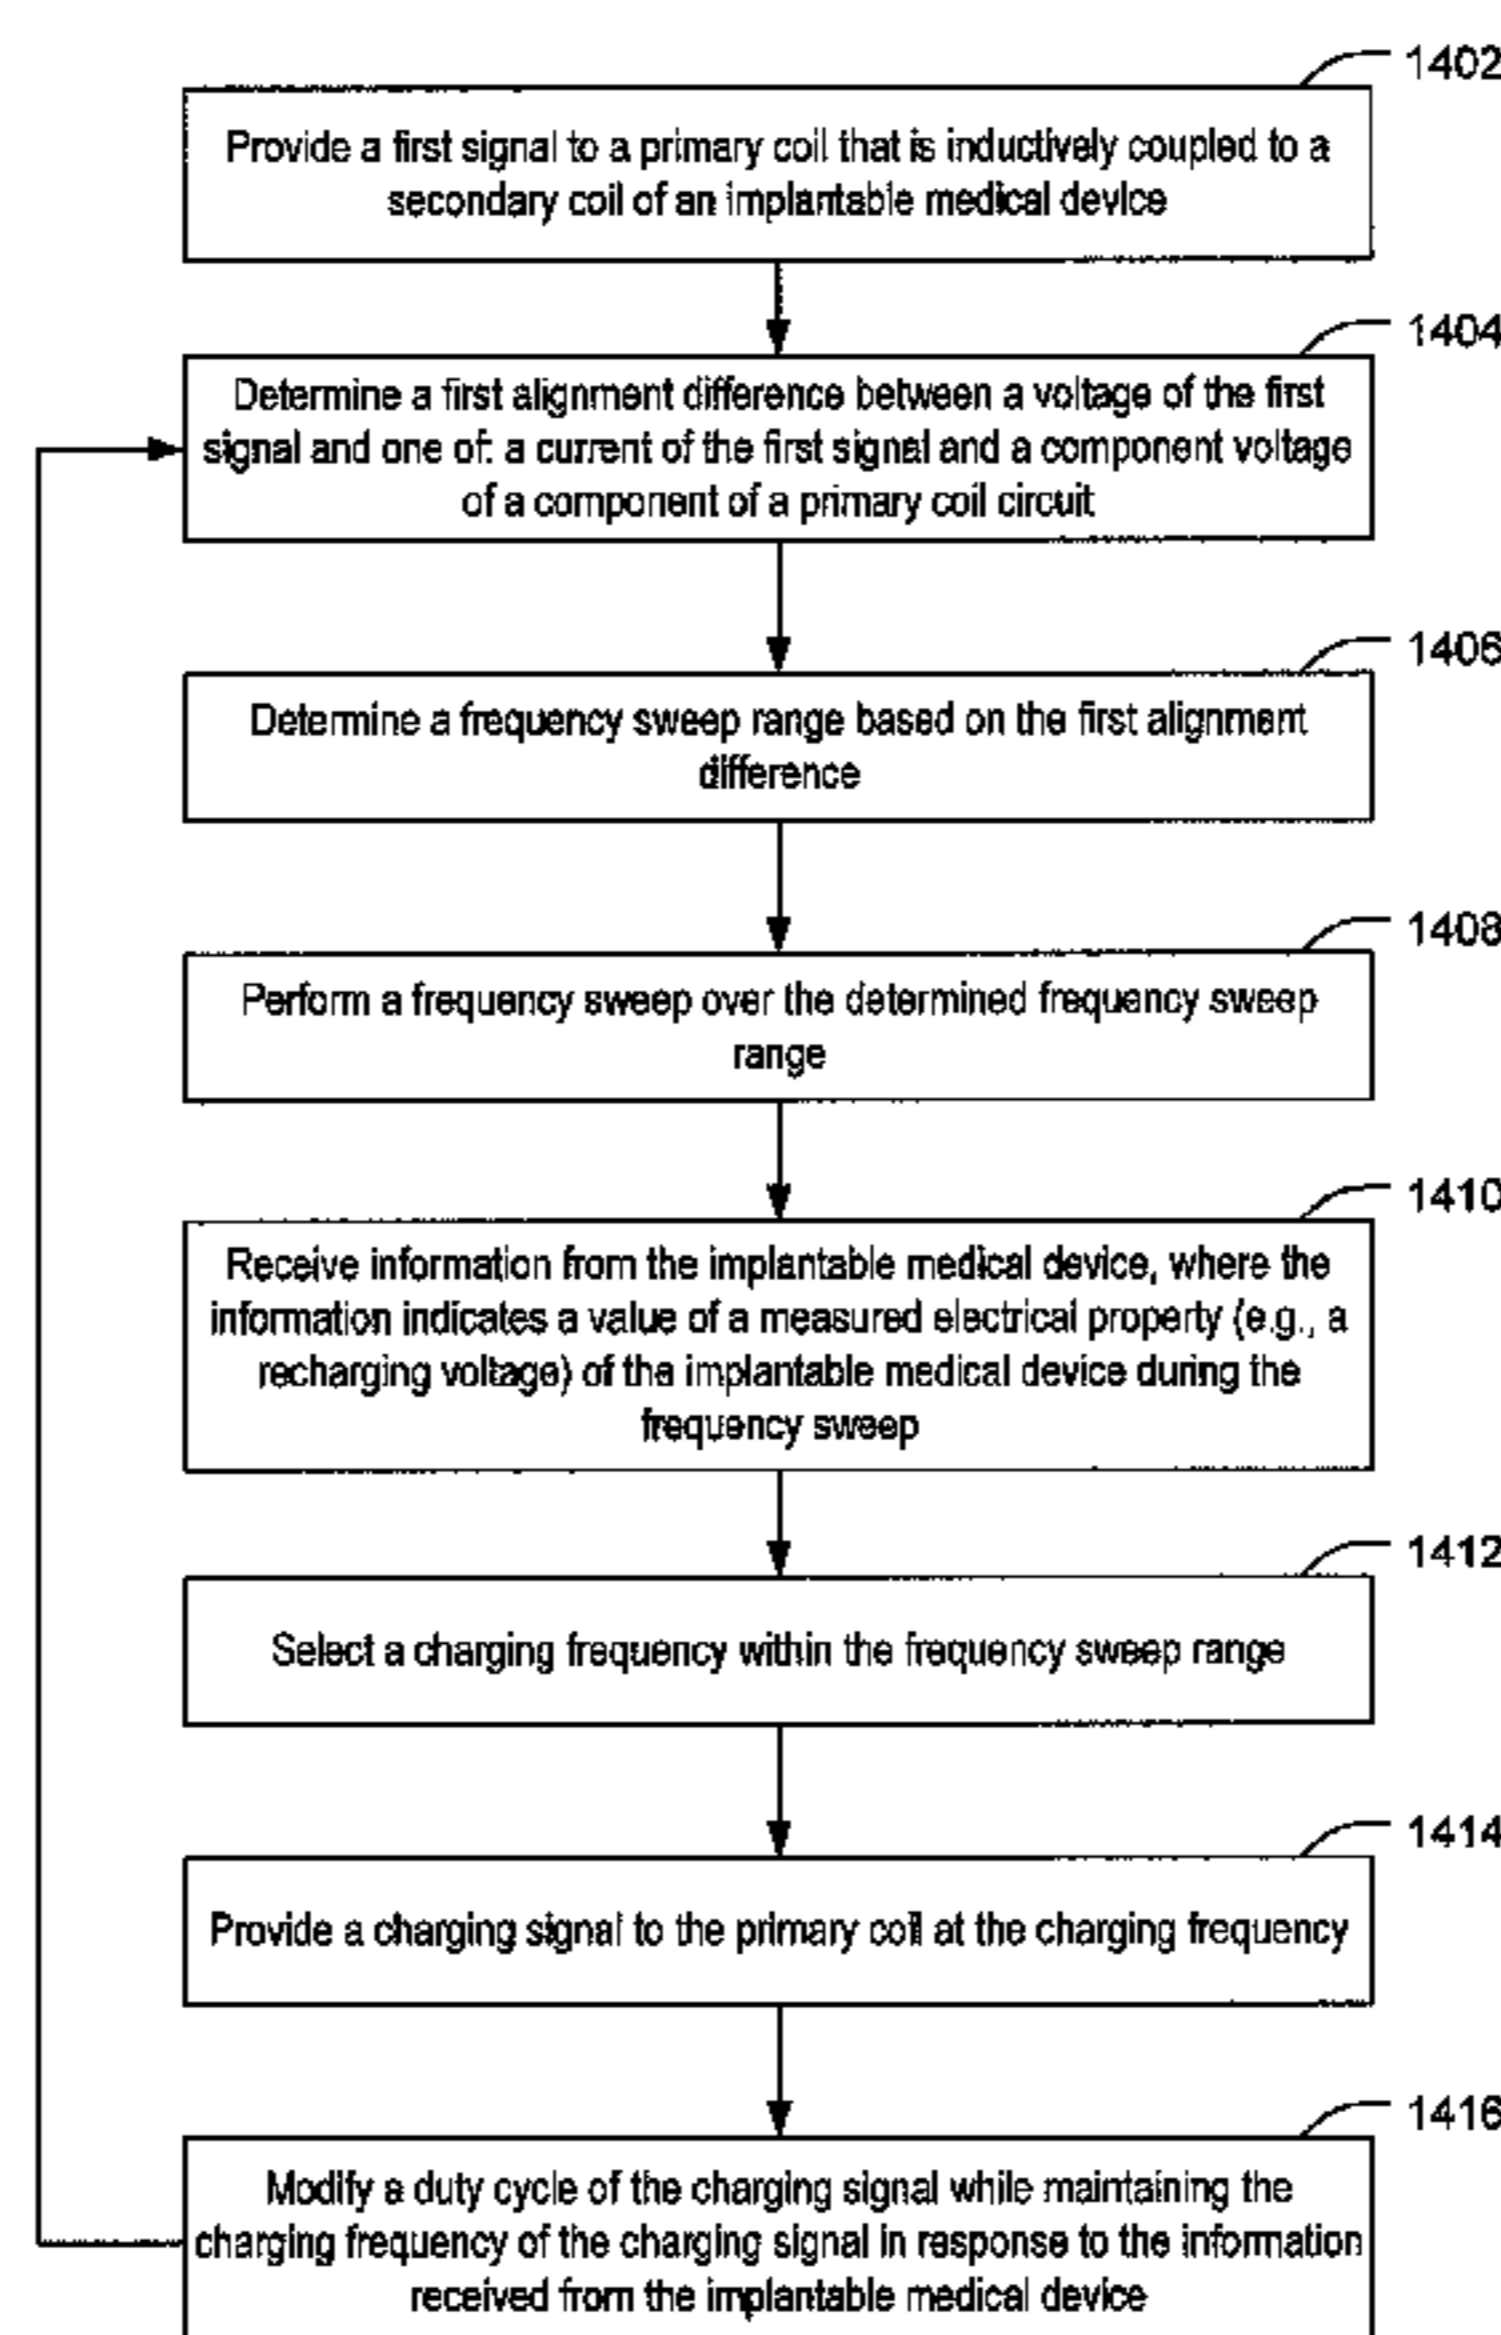 1402
Provide a first signal to a primary coil that is inductively coupled to a
secondary coil of an implantable medical device
1404
Determine a first alignment difference between a voltage of the first
signal and one of: a current of the first signal and a component voltage
of a component of a primary coil circuit
1406
Determine a frequency sweep range based on the first alignment
difference
1408
Perform a frequency sweep over the determined frequency sweep
range
1410
Receive information from the implantable medical device, where the
information indicates a value of a measured electrical property (e.g., a
recharging voltage) of the implantable medical device during the
frequency sweep
1412
Select a charging frequency within the frequency sweep range
1414
Provide a charging signal to the primary coil at the charging frequency
1416
Modify a duty cycle of the charging signal while maintaining the
charging frequency of the charging signal in response to the information
received from the implantable medical device